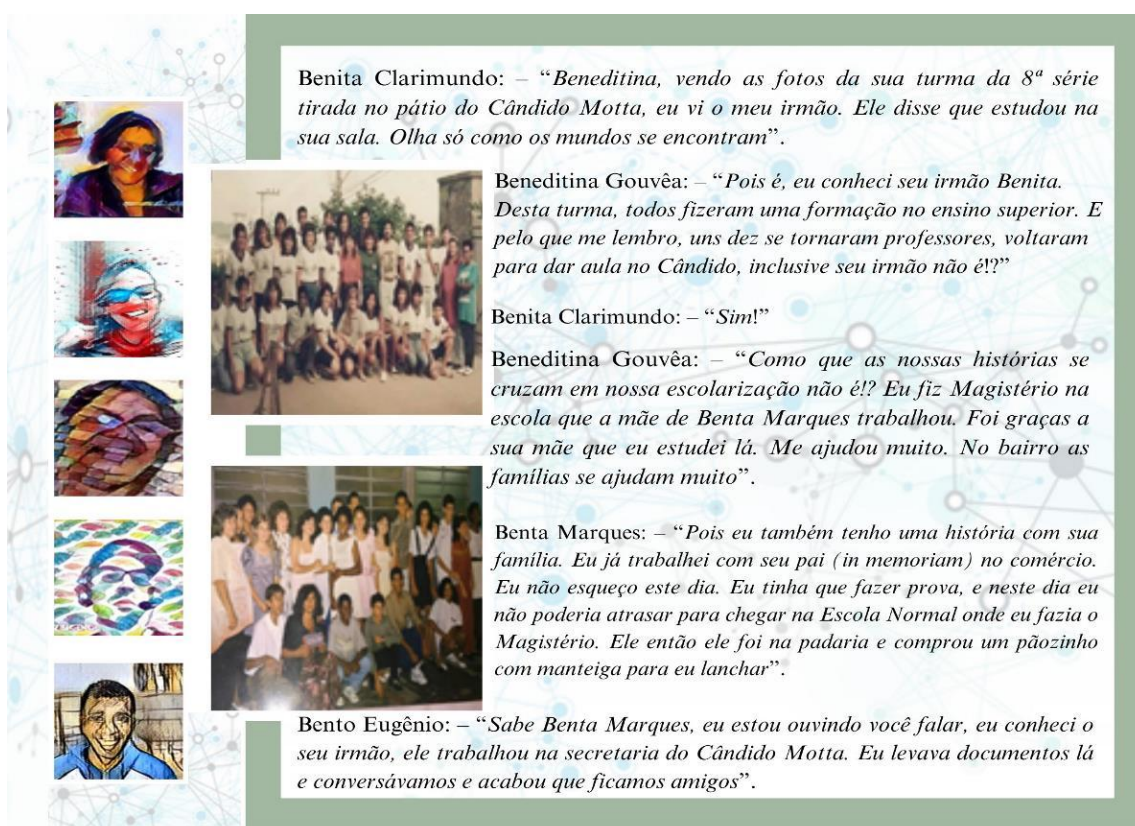 Benita Clarimundo: – “Beneditina, vendo as fotos da sua turma da 8ª série
tirada no pátio do Cândido Motta, eu vi o meu irmão. Ele disse que estudou na
sua sala. Olha só como os mundos se encontram”.
Beneditina Gouvêa: – “Pois é, eu conheci seu irmão Benita.
Desta turma, todos fizeram uma formação no ensino superior. E
pelo que me lembro, uns dez se tornaram professores, voltaram
para dar aula no Cândido, inclusive seu irmão não é!?”
Benita Clarimundo: – “Sim!”
Beneditina Gouvêa: – “Como que as nossas histórias se
cruzam em nossa escolarização não é!? Eu fiz Magistério na
escola que a mãe de Benta Marques trabalhou. Foi graças a
sua mãe que eu estudei lá. Me ajudou muito. No bairro as
famílias se ajudam muito”.
Benta Marques: – “Pois eu também tenho uma história com sua
família. Eu já trabalhei com seu pai (in memoriam) no comércio.
Eu não esqueço este dia. Eu tinha que fazer prova, e neste dia eu
não poderia atrasar para chegar na Escola Normal onde eu fazia o
Magistério. Ele então ele foi na padaria e comprou um pãozinho
com manteiga para eu lanchar”.
Bento Eugênio: – “Sabe Benta Marques, eu estou ouvindo você falar, eu conheci o
seu irmão, ele trabalhou na secretaria do Cândido Motta. Eu levava documentos lá
e conversávamos e acabou que ficamos amigos”.